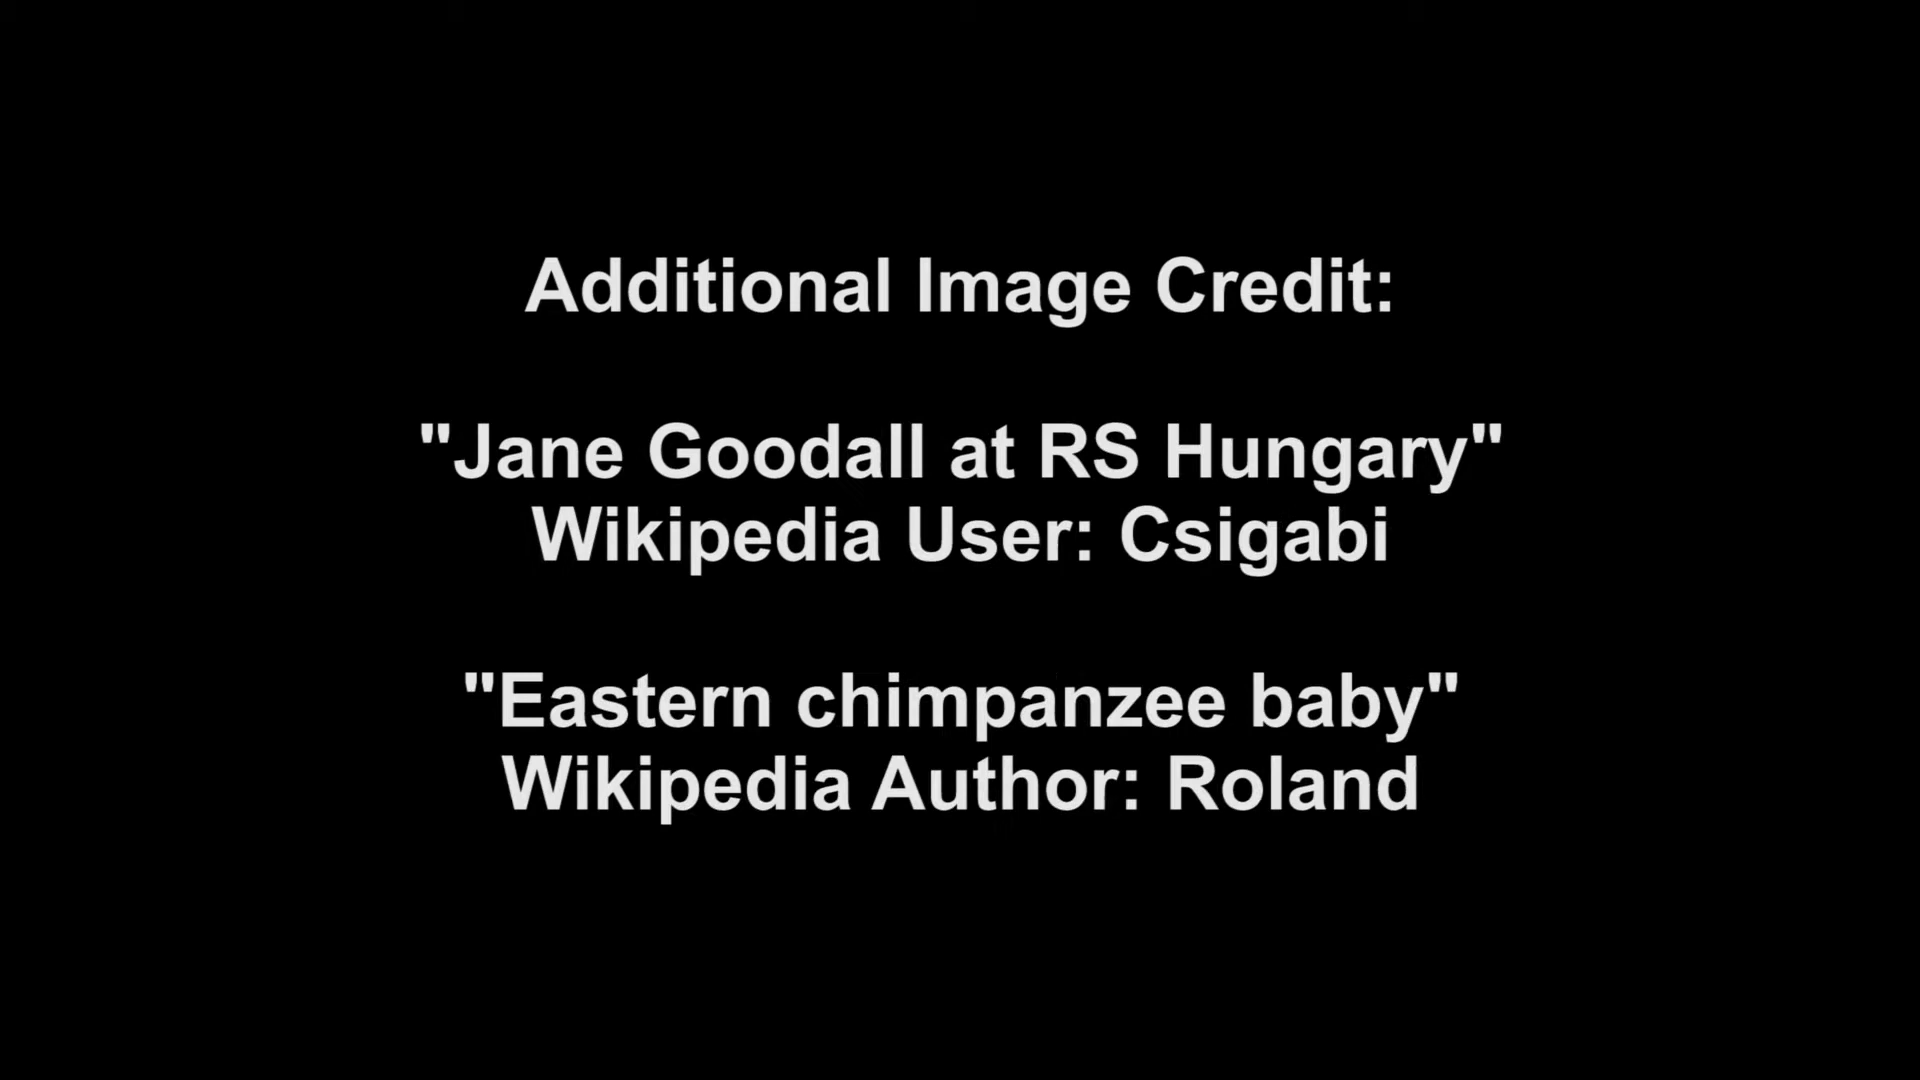 Additional Image Credit:
"Jane Goodall at RS Hungary"
Wikipedia User: Csigabi
"Eastern chimpanzee baby"
Wikipedia Author: Roland